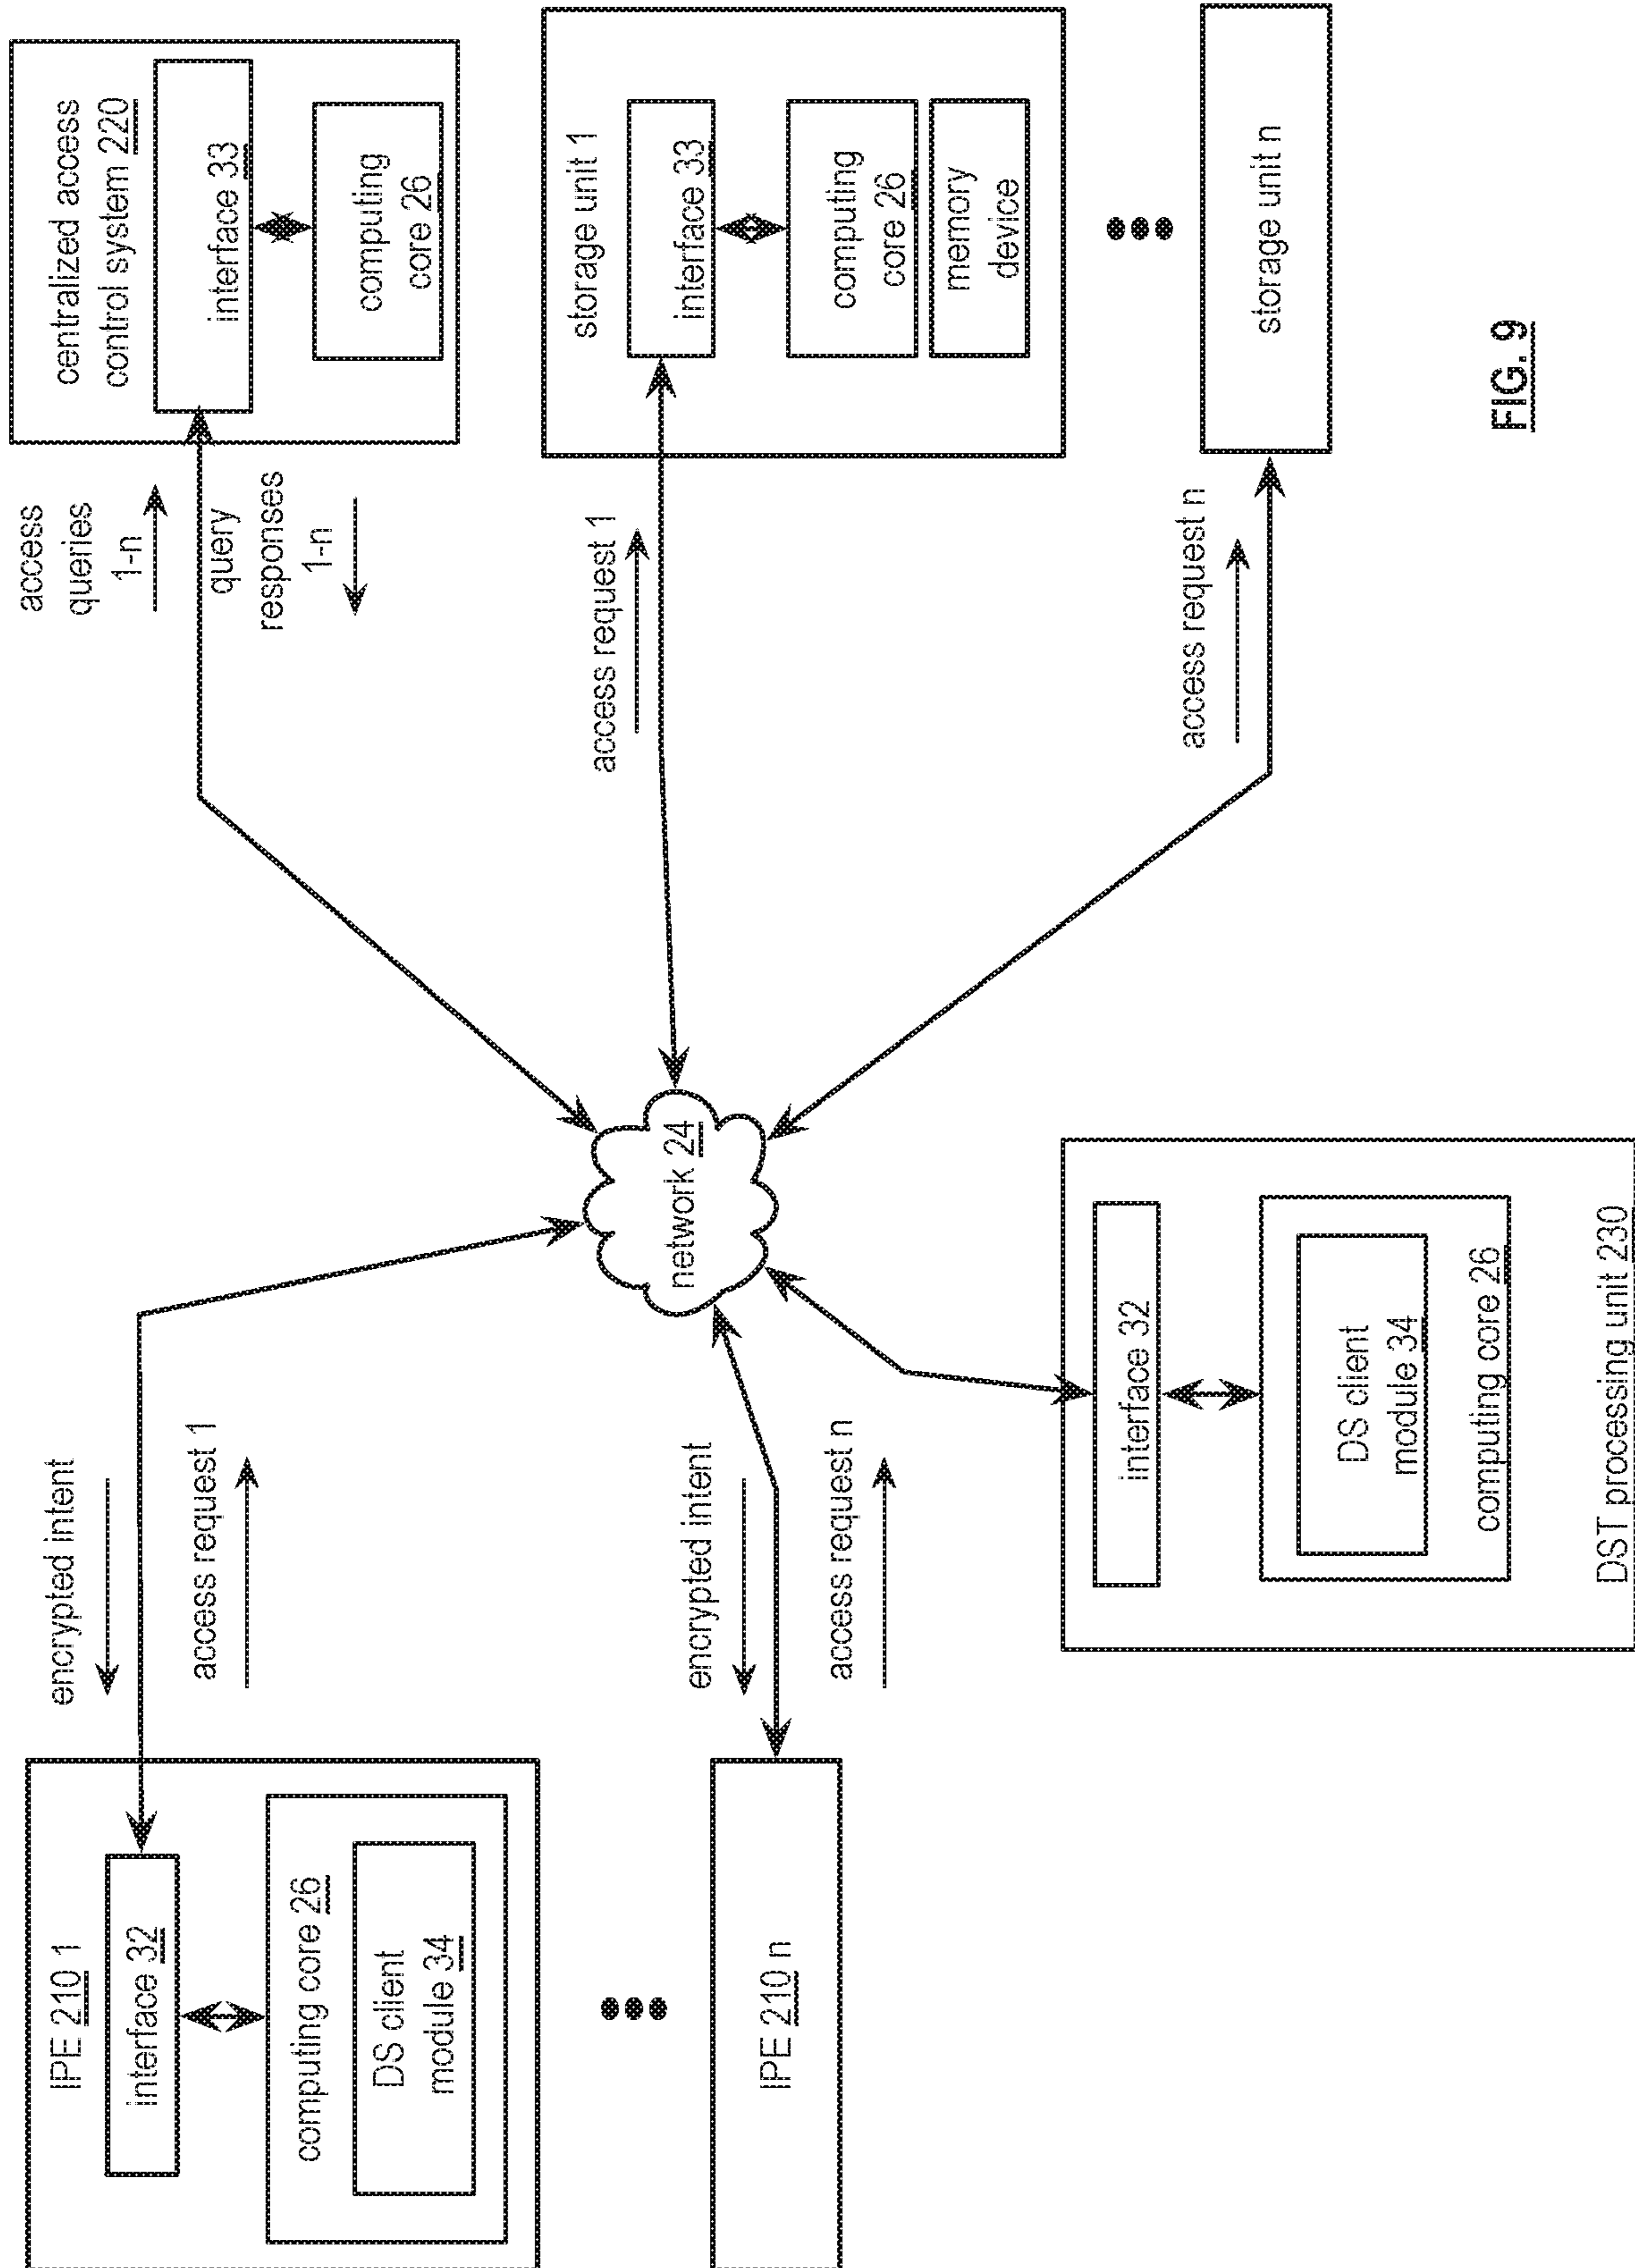 IPE 210 1
interface 32
computing core 26
DS client
module 34
IPE 210 n
encrypted intent
access request 1
encrypted intent
access request n
network 24
interface 32
DS client
module 34
computing core 26
DST processing unit 230
access
queries
1-n
query
responses
1-n
access request 1
access request n
centralized access
control system 220
interface 33
computing
core 26
storage unit 1
interface 33
computing
core 26
memory
device
storage unit n
FIG. 9